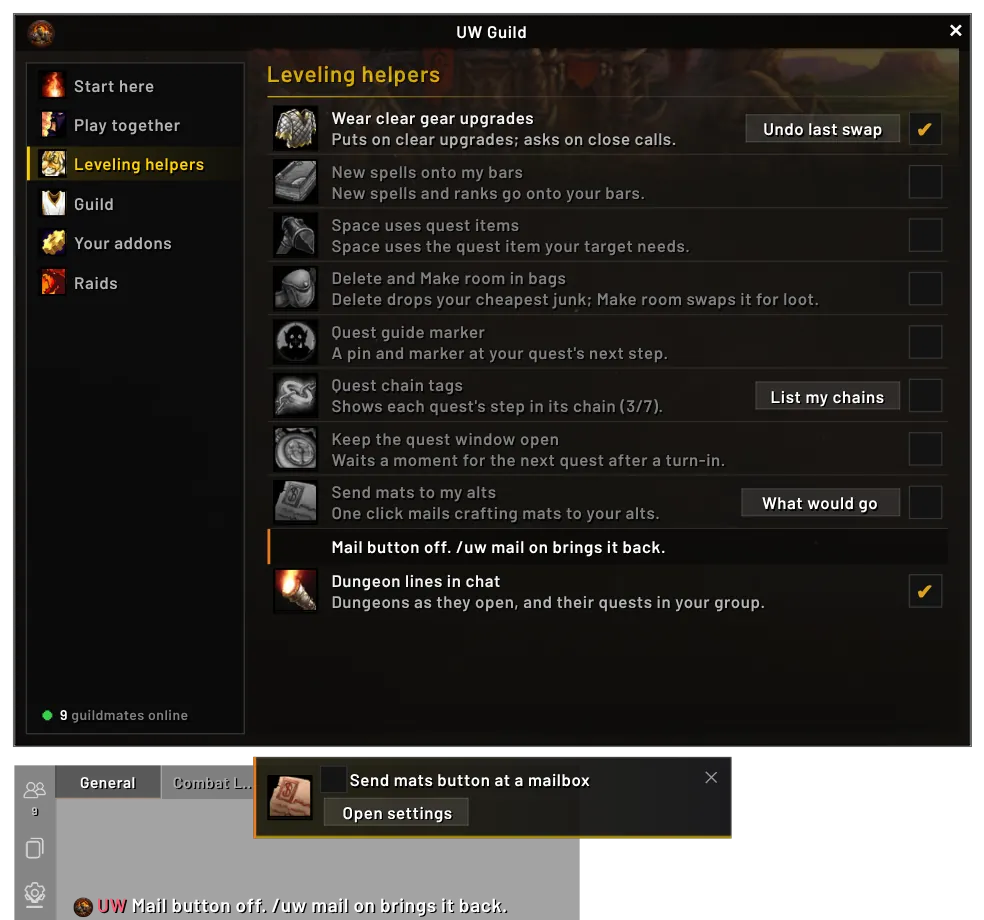 UW Guild
Start here
Play together
Leveling helpers
Guild
Your addons
Raids
9 guildmates online
Leveling helpers
Wear clear gear upgrades
Puts on clear upgrades; asks on close calls.
Undo last swap
New spells onto my bars
New spells and ranks go onto your bars.
Space uses quest items
Space uses the quest item your target needs.
Delete and Make room in bags
Delete drops your cheapest junk; Make room swaps it for loot.
Quest guide marker
A pin and marker at your quest's next step.
Quest chain tags
Shows each quest's step in its chain (3/7).
List my chains
Keep the quest window open
Waits a moment for the next quest after a turn-in.
Send mats to my alts
One click mails crafting mats to your alts.
What would go
Mail button off. /uw mail on brings it back.
Dungeon lines in chat
Dungeons as they open, and their quests in your group.
9
General
Combat L...
Send mats button at a mailbox
Open settings
UW Mail button off. /uw mail on brings it back.